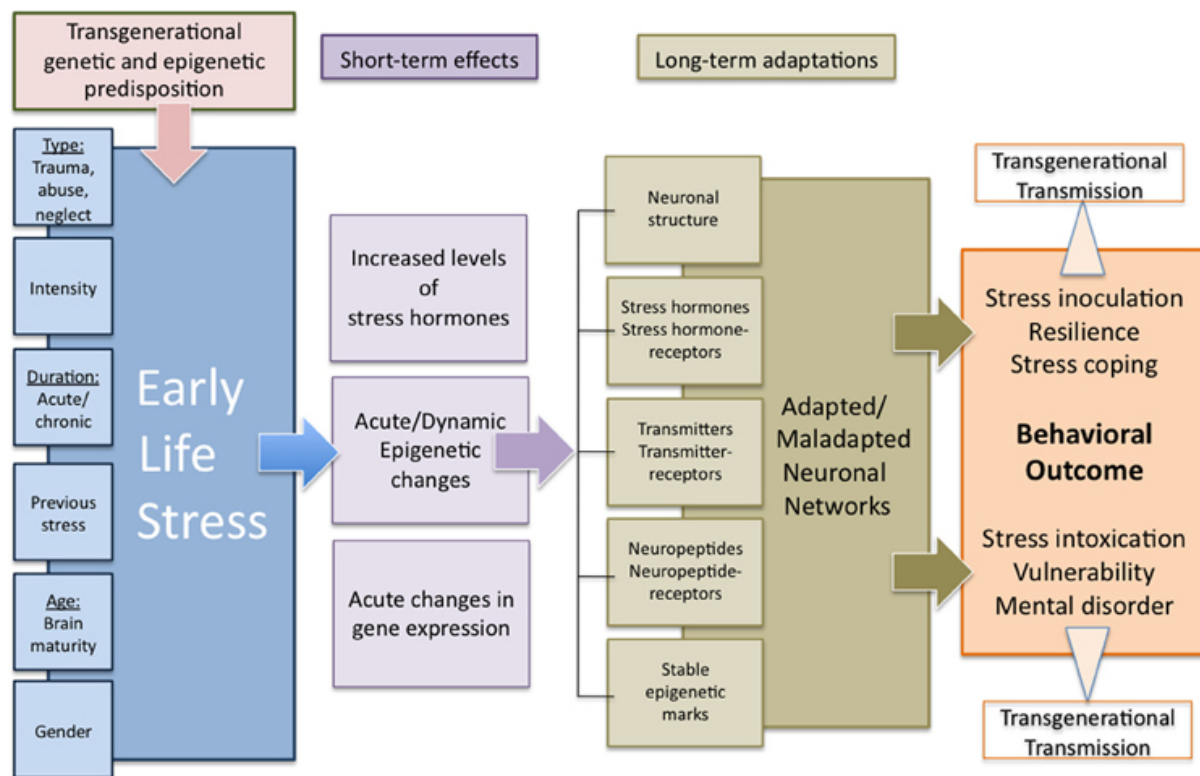 Transgenerational
genetic and epigenetic
predisposition
Short-term effects
Long-term adaptations
Type:
Trauma,
abuse,
neglect
Intensity
Duration:
Acute/
chronic
Previous
stress
Age:
Brain
maturity
Gender
Early
Life
Stress
Increased levels
of
stress hormones
Acute/Dynamic
Epigenetic
changes
Acute changes in
gene expression
Neuronal
structure
Stress hormones
Stress hormone-
receptors
Transmitters
Transmitter-
receptors
Neuropeptides
Neuropeptide-
receptors
Stable
epigenetic
marks
Adapted/
Maladapted
Neuronal
Networks
Transgenerational
Transmission
Stress inoculation
Resilience
Stress coping
Behavioral
Outcome
Stress intoxication
Vulnerability
Mental disorder
Transgenerational
Transmission